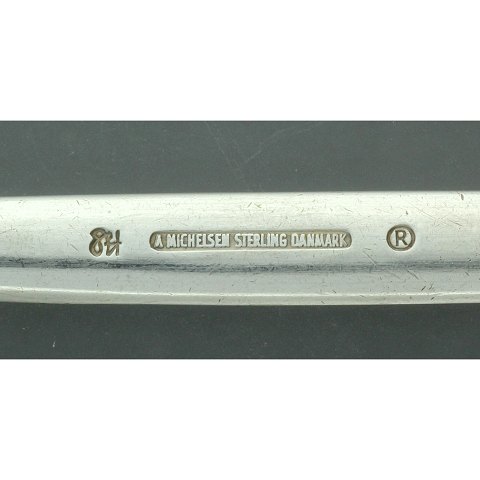 A MICHELSEN STERLING DANMARK ®